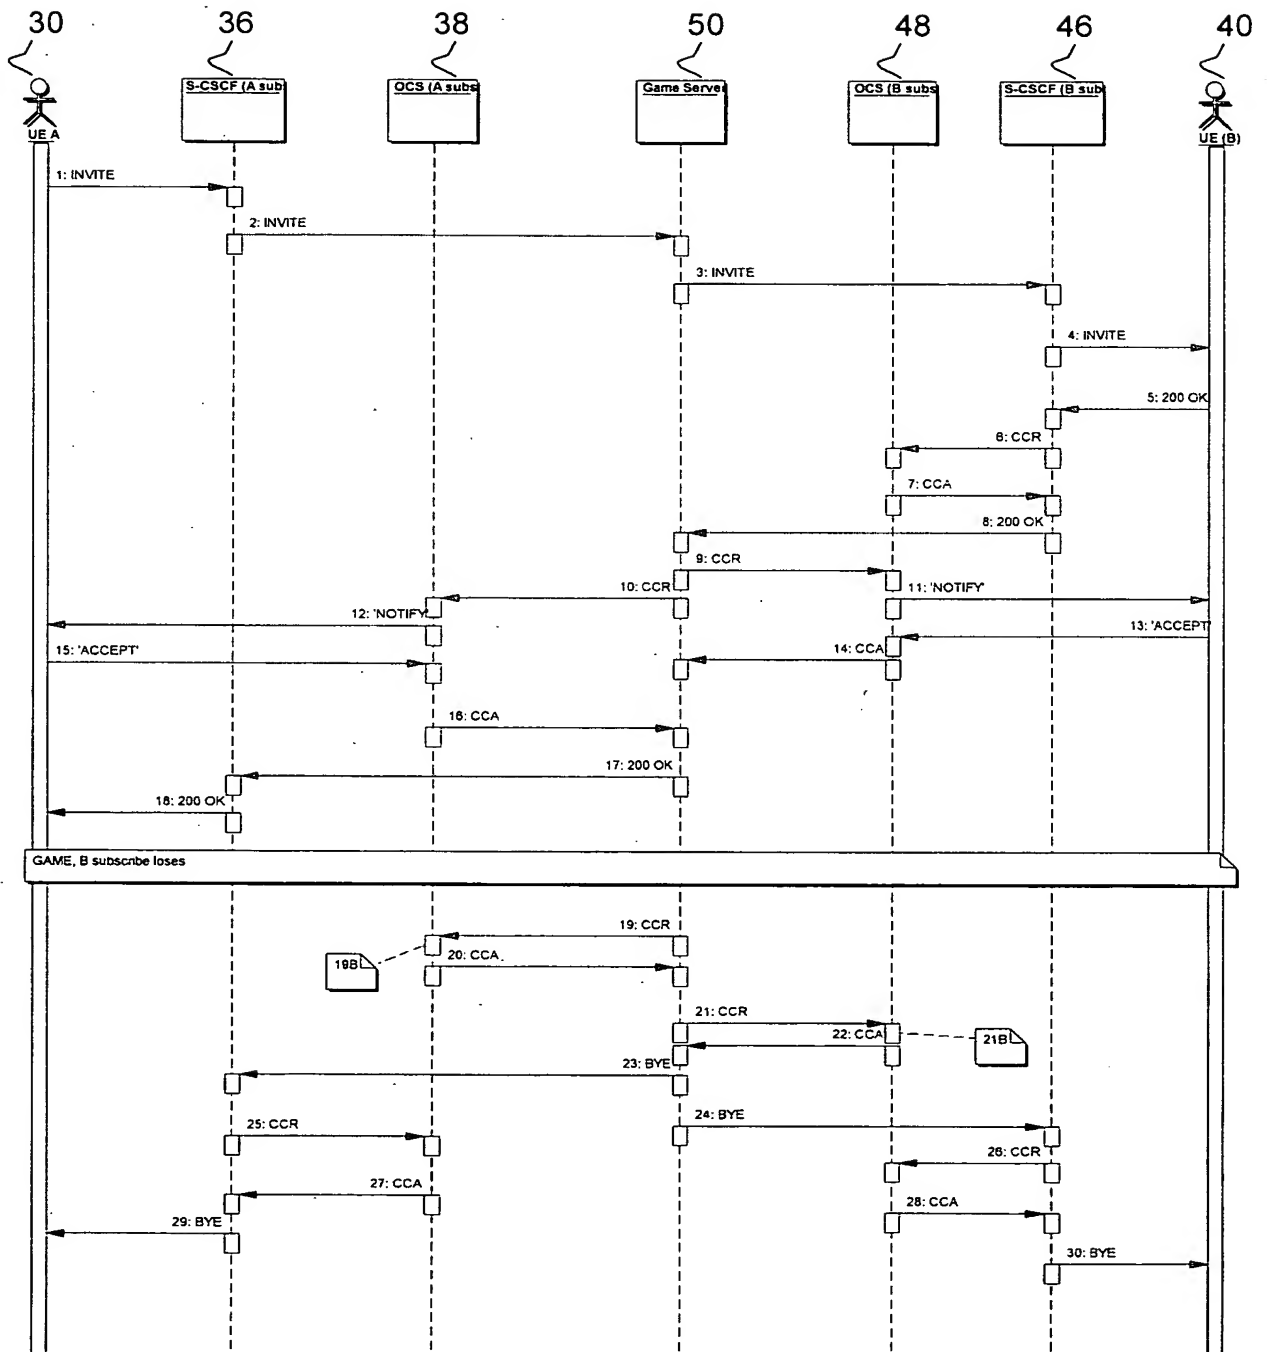 30 36 38 50 48 46 40
S-CSCF (A sub OCS (A subs Game Server OCS (B subs S-CSCF (B sub
UE A UE (B)
1: INVITE
2: INVITE
3: INVITE
4: INVITE
5: 200 OK
6: CCR
7: CCA
8: 200 OK
9: CCR
10: CCR
11: 'NOTIFY'
12: 'NOTIFY'
13: 'ACCEPT'
14: CCA
15: 'ACCEPT'
16: CCA
17: 200 OK
18: 200 OK
GAME, B subscribe loses
19: CCR
19B
20: CCA
21: CCR
22: CCA
21B
23: BYE
24: BYE
25: CCR
26: CCR
27: CCA
28: CCA
29: BYE
30: BYE